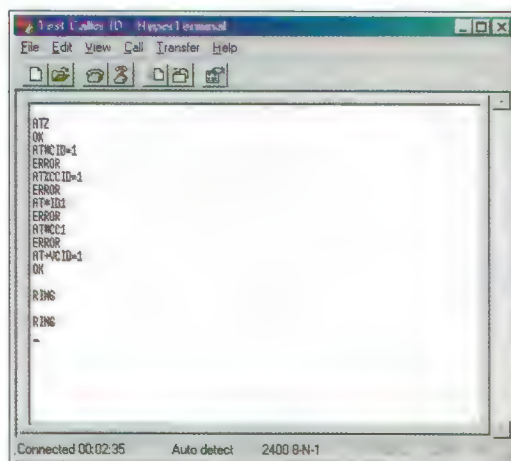 Test Caller ID - HyperTerminal
File Edit View Call Transfer Help
ATZ
OK
AT#CID=1
ERROR
AT%CCID=1
ERROR
AT*ID1
ERROR
AT#CC1
ERROR
AT+VCID=1
OK
RING
RING
Connected 00:02:35 Auto detect 2400 8-N-1